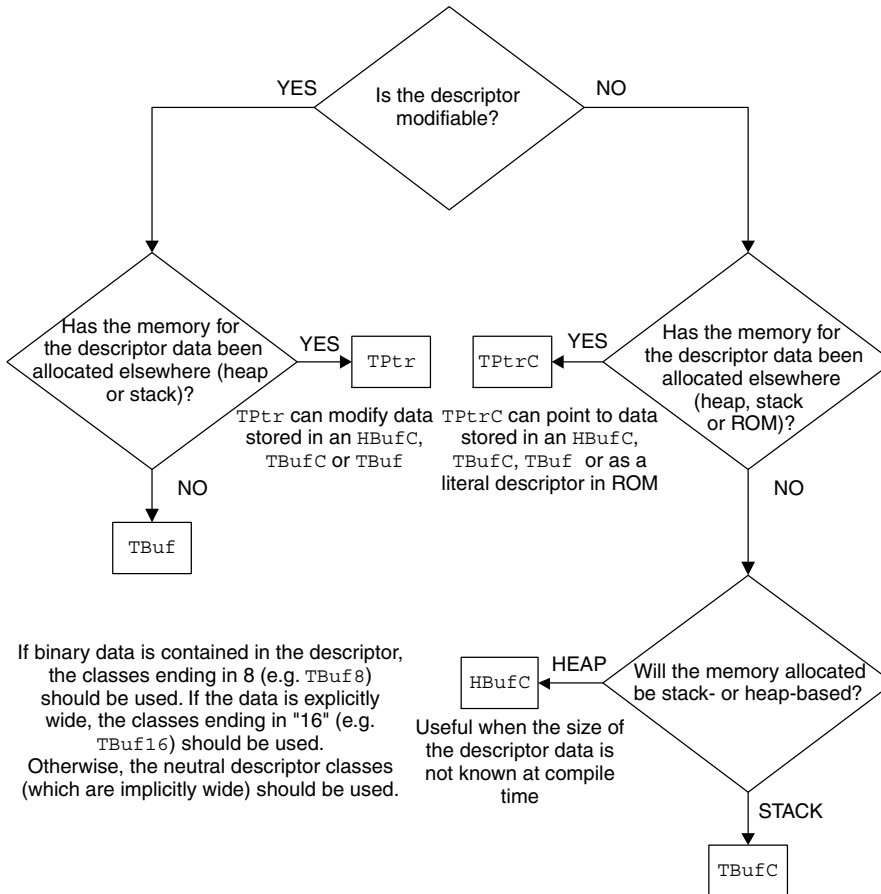 Is the descriptor
modifiable?
YES
NO
Has the memory for
the descriptor data been
allocated elsewhere (heap
or stack)?
YES
TPtr
TPtr can modify data
stored in an HBufC,
TBufC or TBuf
NO
TBuf
Has the memory for
the descriptor data been
allocated elsewhere
(heap, stack
or ROM)?
YES
TPtrC
TPtrC can point to data
stored in an HBufC,
TBufC, TBuf or as a
literal descriptor in ROM
NO
Will the memory allocated
be stack- or heap-based?
HEAP
HBufC
Useful when the size of
the descriptor data is
not known at compile
time
STACK
TBufC
If binary data is contained in the descriptor,
the classes ending in 8 (e.g. TBuf8)
should be used. If the data is explicitly
wide, the classes ending in "16" (e.g.
TBuf16) should be used.
Otherwise, the neutral descriptor classes
(which are implicitly wide) should be used.